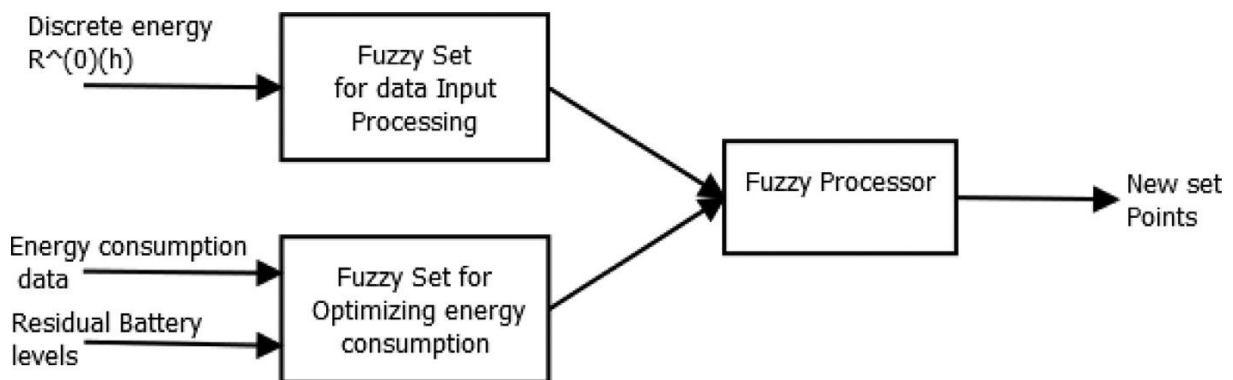 Discrete energy
R^(0)(h)
Fuzzy Set
for data Input
Processing
Energy consumption
data
Residual Battery
levels
Fuzzy Set for
Optimizing energy
consumption
Fuzzy Processor
New set
Points